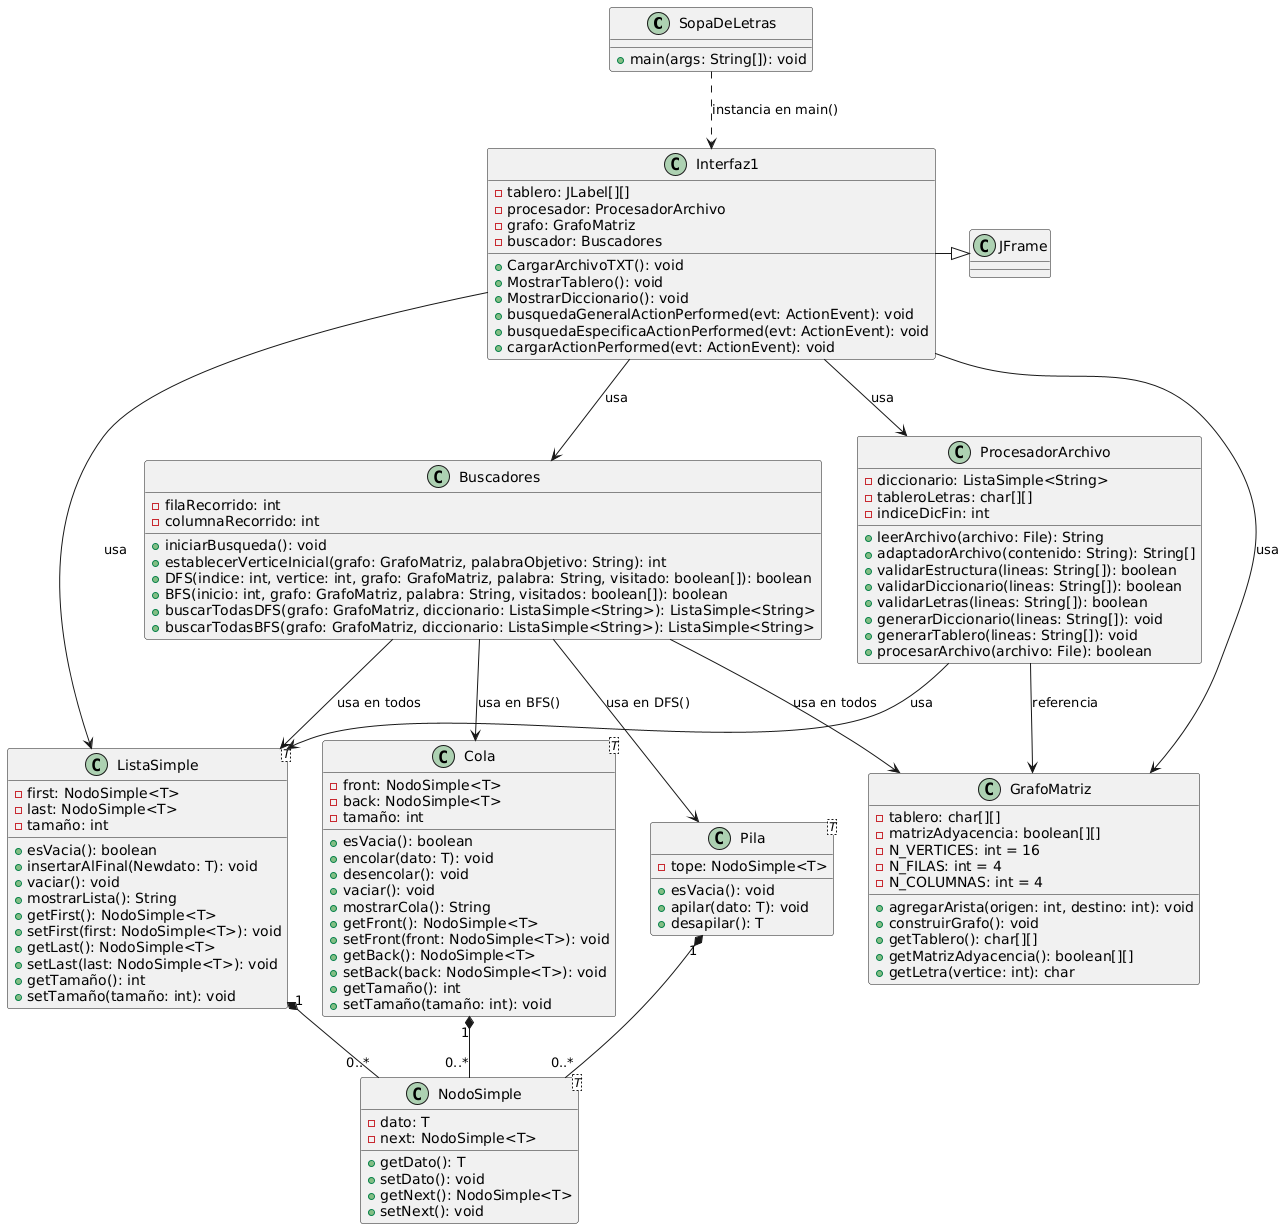 C SopaDeLetras
main(args: String[]): void
instancia en main()
C Interfaz1
tablero: JLabel[][]
procesador: ProcesadorArchivo
grafo: GrafoMatriz
buscador: Buscadores
CargarArchivoTXT(): void
MostrarTablero(): void
MostrarDiccionario(): void
busquedaGeneralActionPerformed(evt: ActionEvent): void
busquedaEspecificaActionPerformed(evt: ActionEvent): void
cargarActionPerformed(evt: ActionEvent): void
C JFrame
usa
usa
usa
usa
C Buscadores
filaRecorrido: int
columnaRecorrido: int
iniciarBusqueda(): void
establecerVerticeInicial(grafo: GrafoMatriz, palabraObjetivo: String): int
DFS(indice: int, vertice: int, grafo: GrafoMatriz, palabra: String, visitado: boolean[]): boolean
BFS(inicio: int, grafo: GrafoMatriz, palabra: String, visitados: boolean[]): boolean
buscarTodasDFS(grafo: GrafoMatriz, diccionario: ListaSimple<String>): ListaSimple<String>
buscarTodasBFS(grafo: GrafoMatriz, diccionario: ListaSimple<String>): ListaSimple<String>
C ProcesadorArchivo
diccionario: ListaSimple<String>
tableroLetras: char[][]
indiceDicFin: int
leerArchivo(archivo: File): String
adaptadorArchivo(contenido: String): String[]
validarEstructura(lineas: String[]): boolean
validarDiccionario(lineas: String[]): boolean
validarLetras(lineas: String[]): boolean
generarDiccionario(lineas: String[]): void
generarTablero(lineas: String[]): void
procesarArchivo(archivo: File): boolean
usa en todos
usa en BFS()
usa en DFS()
usa en todos
usa
referencia
C ListaSimple
T
first: NodoSimple<T>
last: NodoSimple<T>
tamaño: int
esVacia(): boolean
insertarAlFinal(Newdato: T): void
vaciar(): void
mostrarLista(): String
getFirst(): NodoSimple<T>
setFirst(first: NodoSimple<T>): void
getLast(): NodoSimple<T>
setLast(last: NodoSimple<T>): void
getTamaño(): int
setTamaño(tamaño: int): void
C Cola
T
front: NodoSimple<T>
back: NodoSimple<T>
tamaño: int
esVacia(): boolean
encolar(dato: T): void
desencolar(): void
vaciar(): void
mostrarCola(): String
getFront(): NodoSimple<T>
setFront(front: NodoSimple<T>): void
getBack(): NodoSimple<T>
setBack(back: NodoSimple<T>): void
getTamaño(): int
setTamaño(tamaño: int): void
C Pila
T
tope: NodoSimple<T>
esVacia(): void
apilar(dato: T): void
desapilar(): T
C GrafoMatriz
tablero: char[][]
matrizAdyacencia: boolean[][]
N_VERTICES: int = 16
N_FILAS: int = 4
N_COLUMNAS: int = 4
agregarArista(origen: int, destino: int): void
construirGrafo(): void
getTablero(): char[][]
getMatrizAdyacencia(): boolean[][]
getLetra(vertice: int): char
1
1
1
0..*
0..*
0..*
C NodoSimple
T
dato: T
next: NodoSimple<T>
getDato(): T
setDato(): void
getNext(): NodoSimple<T>
setNext(): void